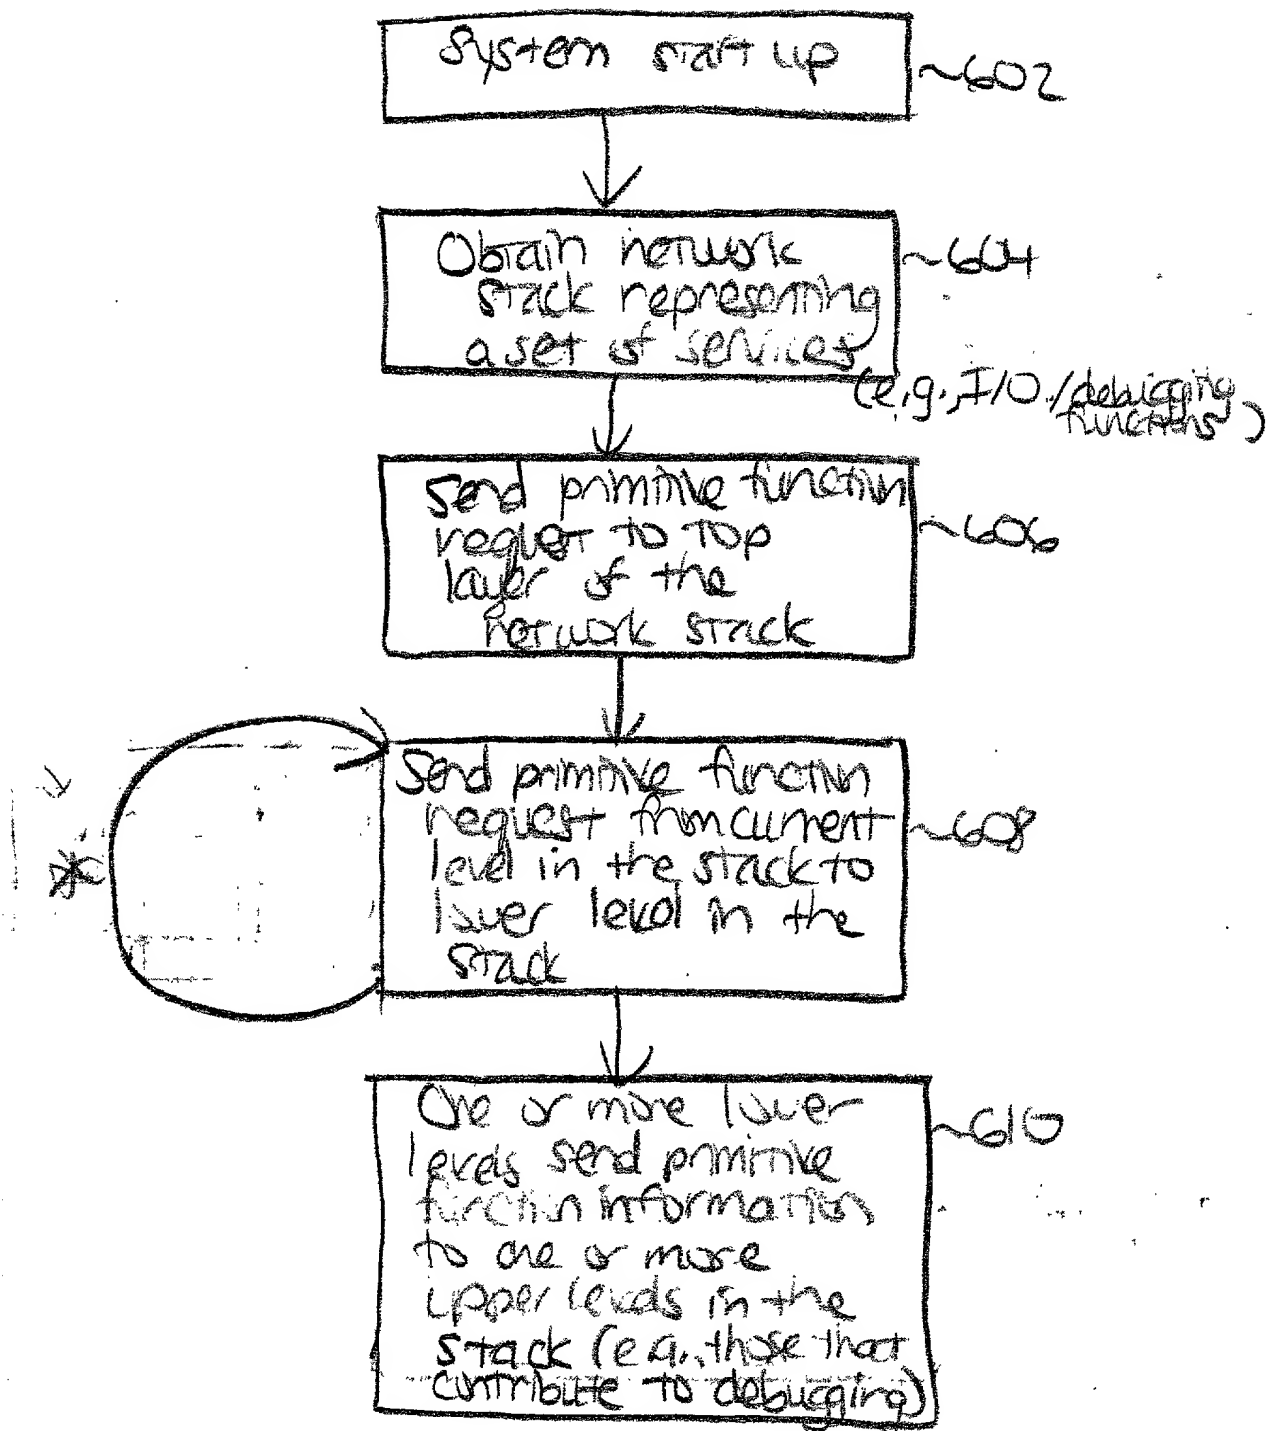 System start up
~602
Obtain network
stack representing
a set of services
~604
(e.g., I/O /debugging
functions)
Send primitive function
request to top
layer of the
network stack
~606
Send primitive function
request from current
level in the stack to
lower level in the
stack
~608
*
One or more lower
levels send primitive
function information
to one or more
upper levels in the
stack (e.g., those that
contribute to debugging)
~610